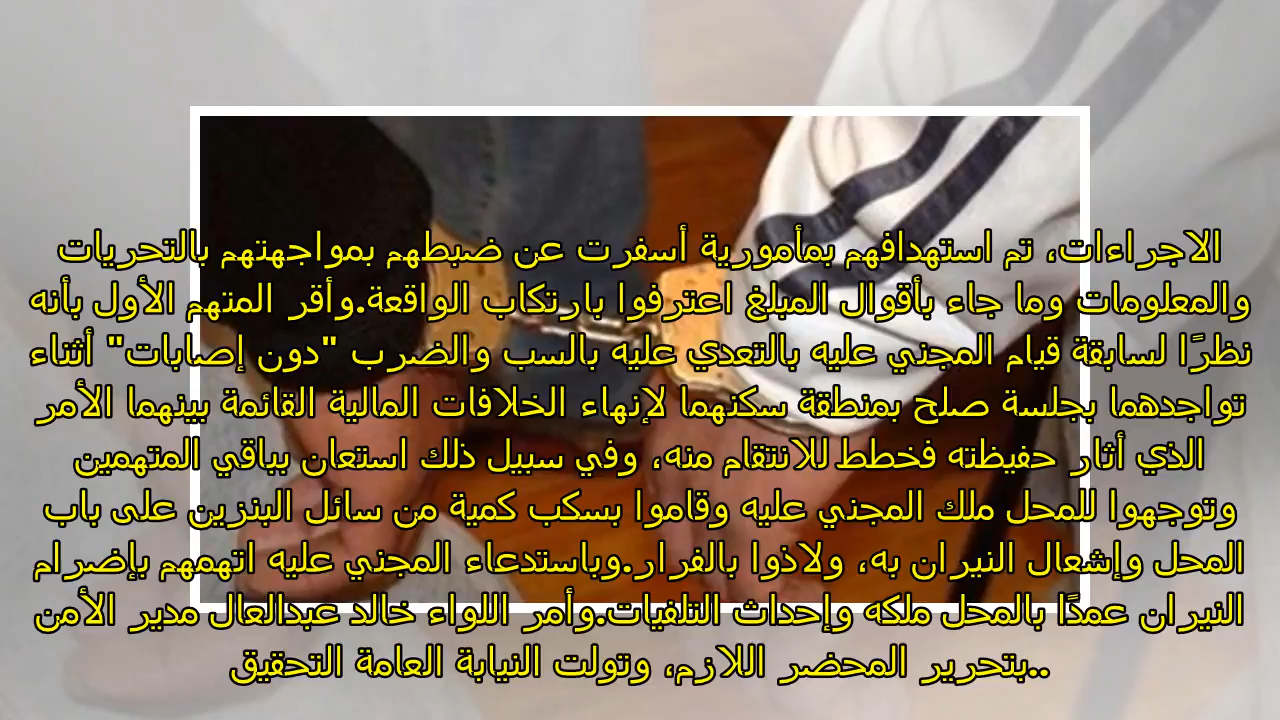 الاجراءات، تم استهدافهم بمأمورية أسفرت عن ضبطهم بمواجهتهم بالتحريات
والمعلومات وما جاء بأقوال المبلغ اعترفوا بارتكاب الواقعة.وأقر المتهم الأول بأنه
نظرًا لسابقة قيام المجني عليه بالتعدي عليه بالسب والضرب "دون إصابات" أثناء
تواجدهما بجلسة صلح بمنطقة سكنهما لإنهاء الخلافات المالية القائمة بينهما الأمر
الذي أثار حفيظته فخطط للانتقام منه، وفي سبيل ذلك استعان بباقي المتهمين
وتوجهوا للمحل ملك المجني عليه وقاموا بسكب كمية من سائل البنزين على باب
المحل وإشعال النيران به، ولاذوا بالفرار.وباستدعاء المجني عليه اتهمهم بإضرام
النيران عمدًا بالمحل ملكه وإحداث التلفيات.وأمر اللواء خالد عبدالعال مدير الأمن
بتحرير المحضر اللازم، وتولت النيابة العامة التحقيق..